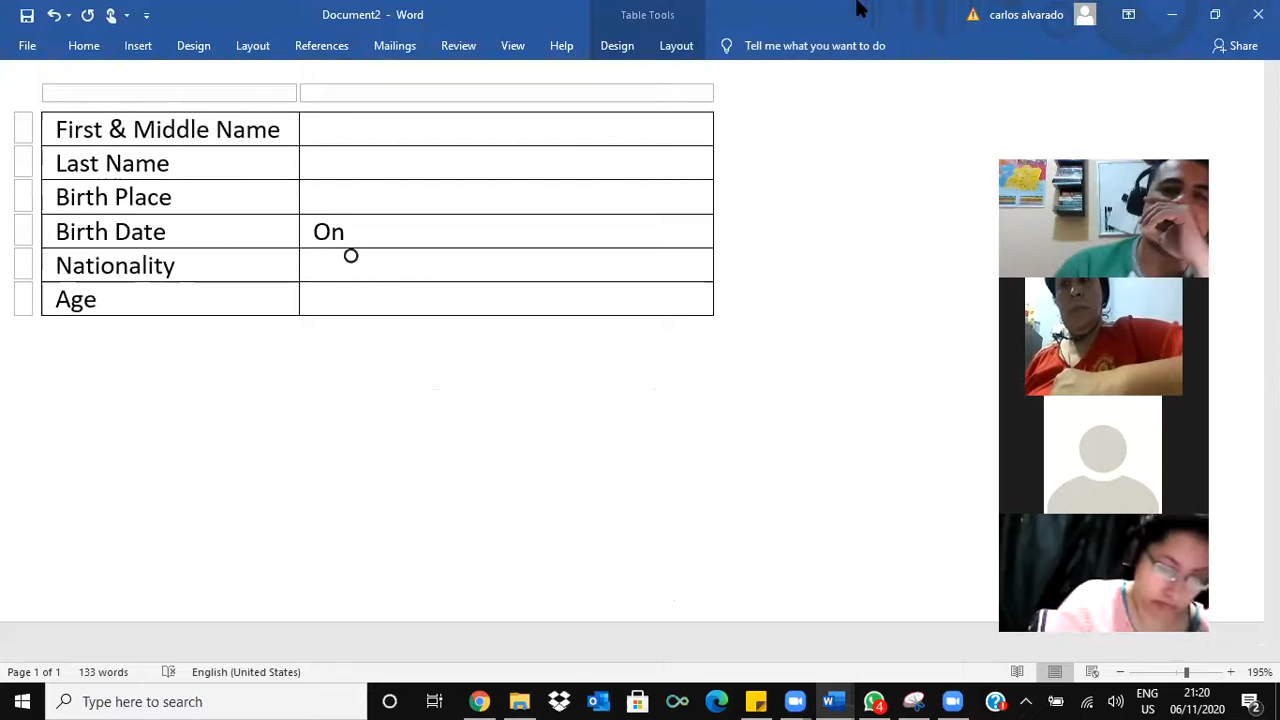 Document2 - Word
Table Tools
carlos alvarado
File Home Insert Design Layout References Mailings Review View Help Design Layout Tell me what you want to do Share
First & Middle Name
Last Name
Birth Place
Birth Date On
Nationality
Age
Page 1 of 1 133 words English (United States) 195%
Type here to search
4
ENG
US
21:20
06/11/2020
2